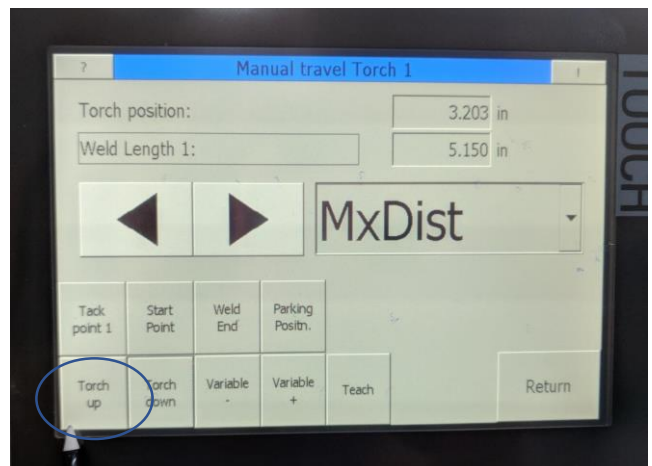 ? Manual travel Torch 1 !
Torch position: 3.203 in
Weld Length 1: 5.150 in
MxDist
Tack point 1
Start Point
Weld End
Parking Positn.
Torch up
Torch down
Variable -
Variable +
Teach
Return
TOUCH